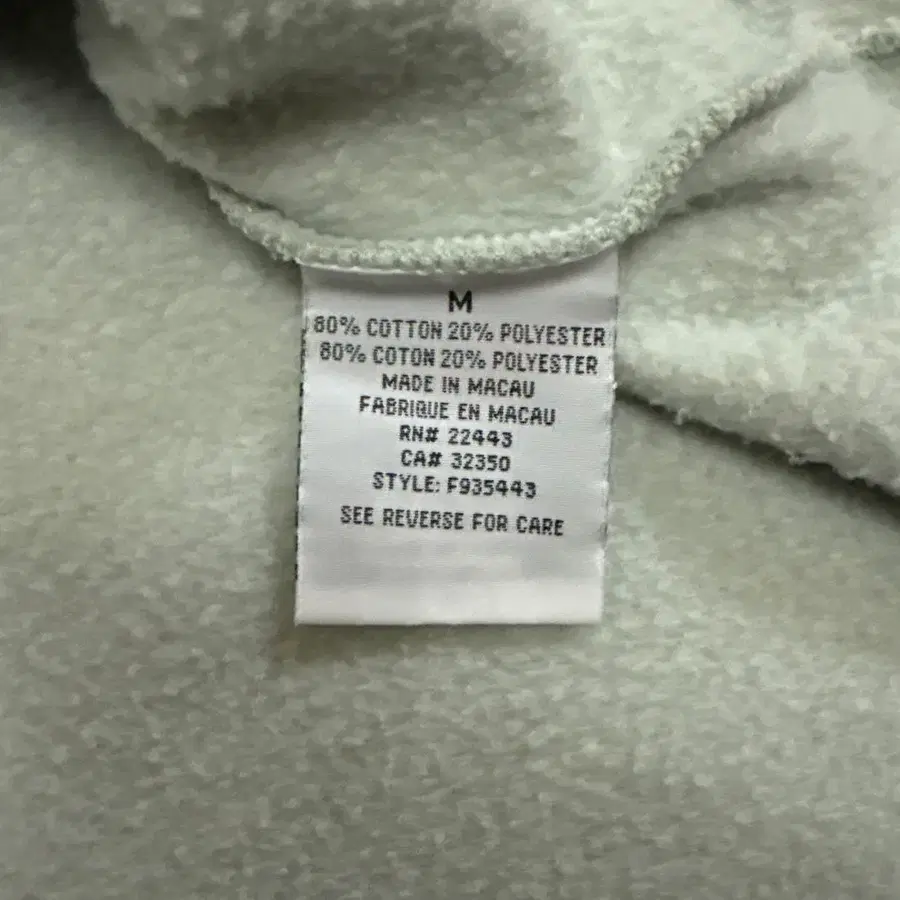 M
80% COTTON 20% POLYESTER
80% COTON 20% POLYESTER
MADE IN MACAU
FABRIQUE EN MACAU
RN# 22443
CA# 32350
STYLE: F935443
SEE REVERSE FOR CARE